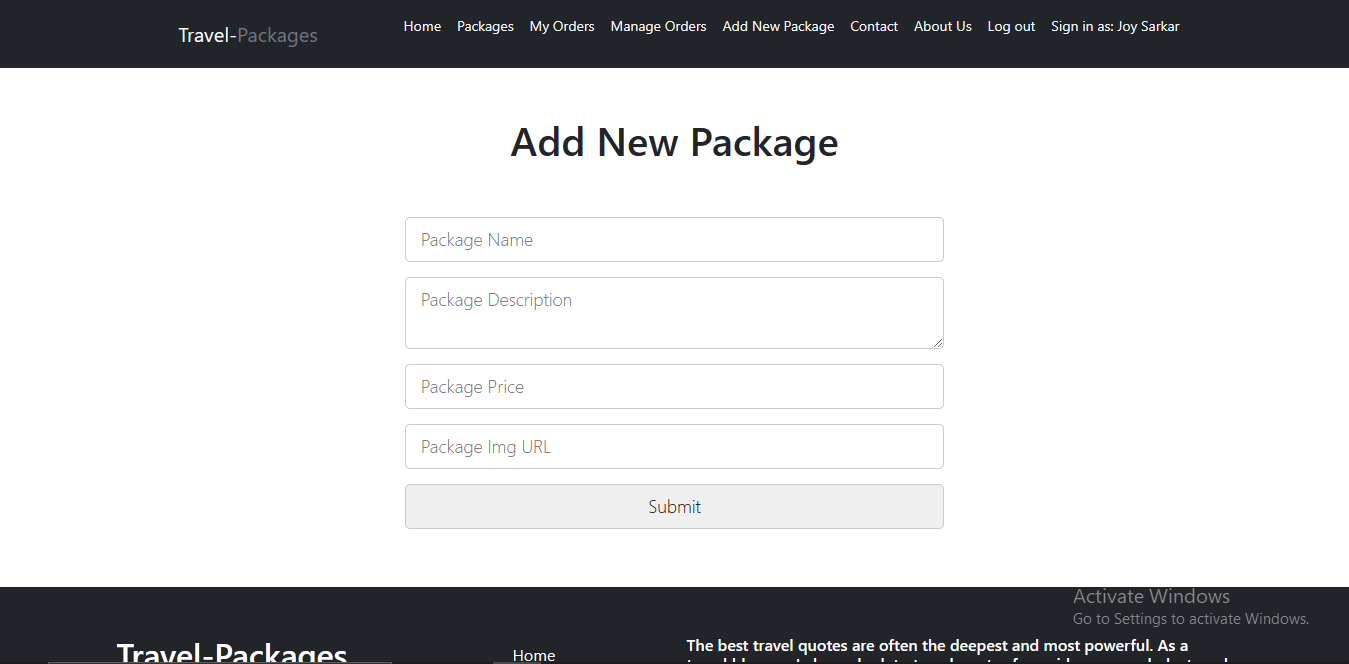 Travel-Packages
Home Packages My Orders Manage Orders Add New Package Contact About Us Log out Sign in as: Joy Sarkar
Add New Package
Package Name
Package Description
Package Price
Package Img URL
Submit
Activate Windows
Go to Settings to activate Windows.
Travel-Packages
Home
The best travel quotes are often the deepest and most powerful. As a